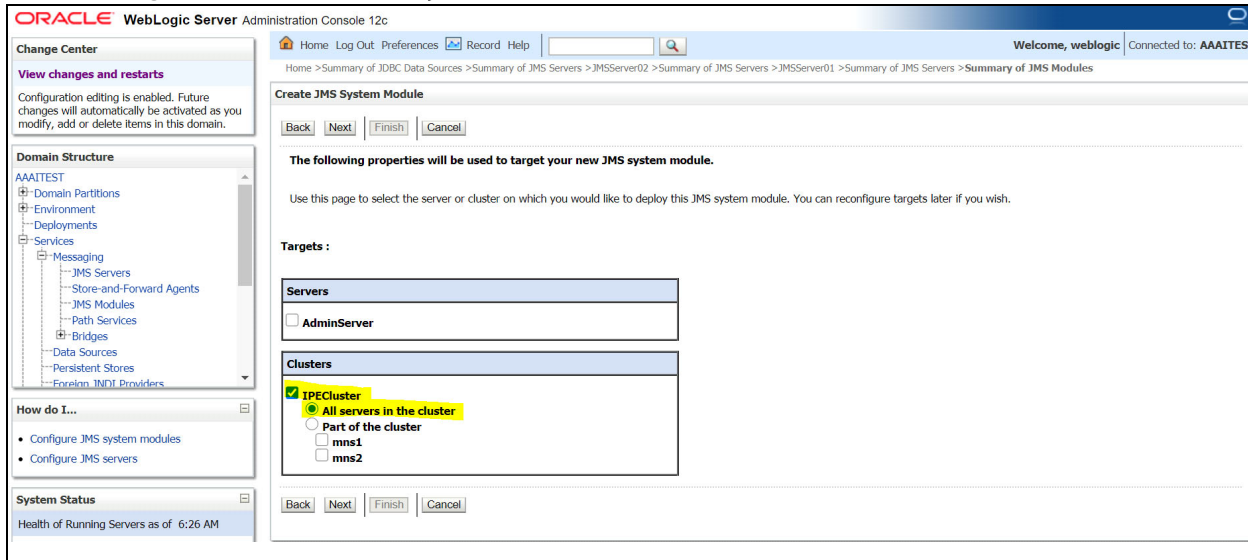 ORACLE WebLogic Server Administration Console 12c
Change Center
View changes and restarts
Configuration editing is enabled. Future
changes will automatically be activated as you
modify, add or delete items in this domain.
Domain Structure
AAAITEST
Domain Partitions
Environment
Deployments
Services
Messaging
JMS Servers
Store-and-Forward Agents
JMS Modules
Path Services
Bridges
Data Sources
Persistent Stores
Foreign JNDI Providers
How do I...
Configure JMS system modules
Configure JMS servers
System Status
Health of Running Servers as of 6:26 AM
Home Log Out Preferences Record Help
Welcome, weblogic Connected to: AAAITES
Home >Summary of JDBC Data Sources >Summary of JMS Servers >JMSServer02 >Summary of JMS Servers >JMSServer01 >Summary of JMS Servers >Summary of JMS Modules
Create JMS System Module
Back Next Finish Cancel
The following properties will be used to target your new JMS system module.
Use this page to select the server or cluster on which you would like to deploy this JMS system module. You can reconfigure targets later if you wish.
Targets :
Servers
AdminServer
Clusters
IPECluster
All servers in the cluster
Part of the cluster
mns1
mns2
Back Next Finish Cancel